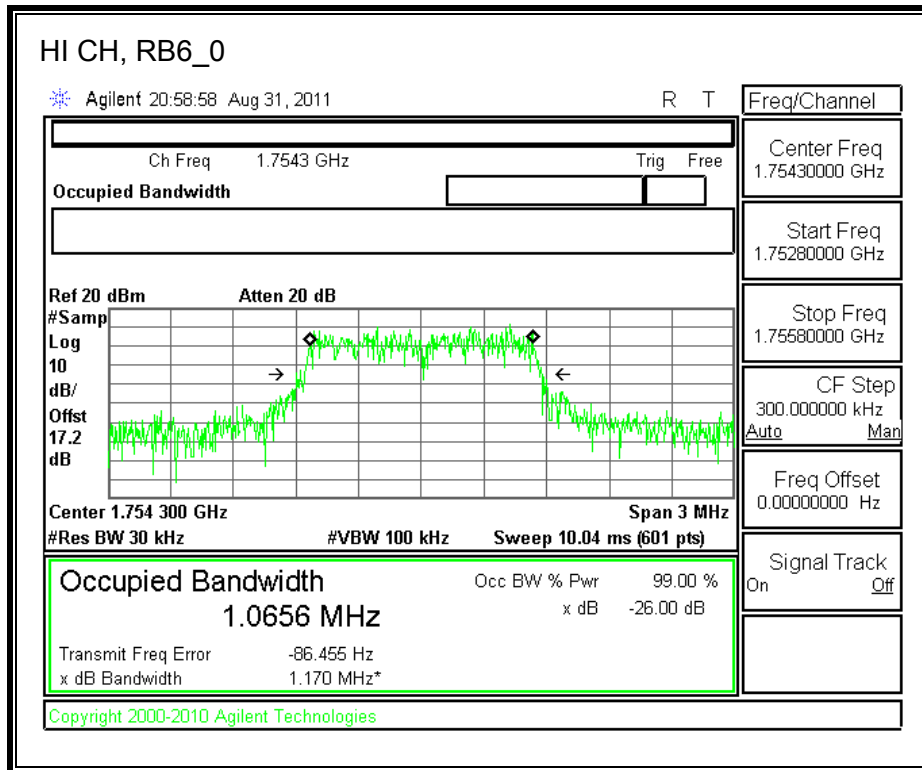 HI CH, RB6_0
Agilent 20:58:58 Aug 31, 2011 R T
Freq/Channel
Ch Freq 1.7543 GHz Trig Free
Occupied Bandwidth
Center Freq
1.75430000 GHz
Start Freq
1.75280000 GHz
Stop Freq
1.75580000 GHz
CF Step
300.000000 kHz
Auto Man
Freq Offset
0.00000000 Hz
Signal Track
On Off
Ref 20 dBm Atten 20 dB
#Samp
Log
10
dB/
Offst
17.2
dB
Center 1.754 300 GHz Span 3 MHz
#Res BW 30 kHz #VBW 100 kHz Sweep 10.04 ms (601 pts)
Occupied Bandwidth
1.0656 MHz
Occ BW % Pwr 99.00 %
x dB -26.00 dB
Transmit Freq Error -86.455 Hz
x dB Bandwidth 1.170 MHz*
Copyright 2000-2010 Agilent Technologies